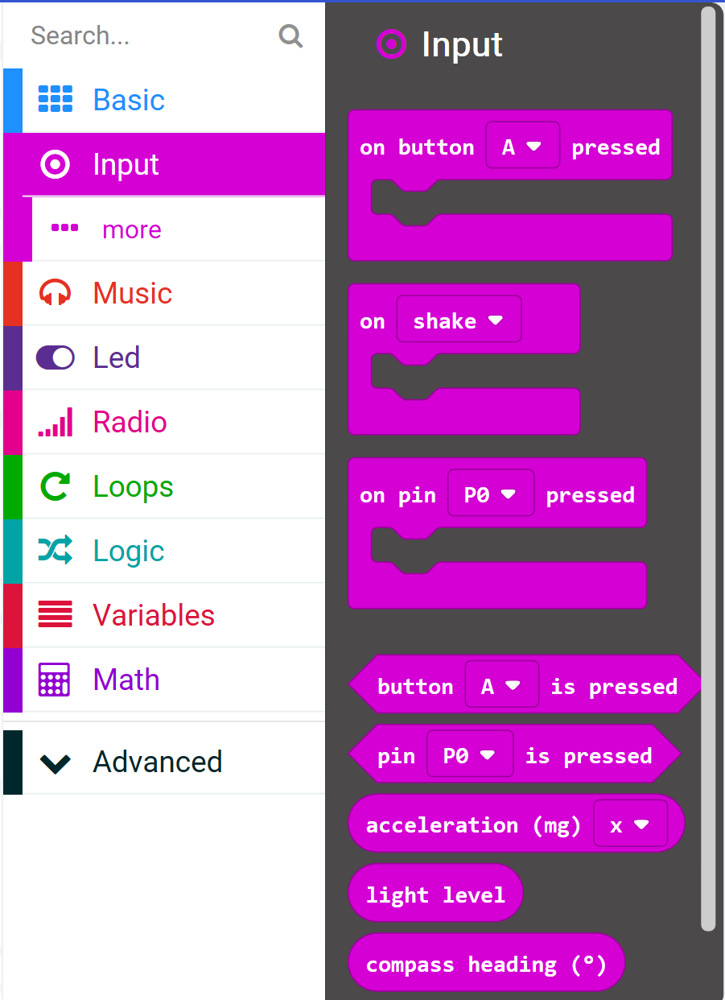 Search...
Basic
Input
more
Music
Led
Radio
Loops
Logic
Variables
Math
Advanced
Input
on button A pressed
on shake
on pin P0 pressed
button A is pressed
pin P0 is pressed
acceleration (mg) x
light level
compass heading (°)